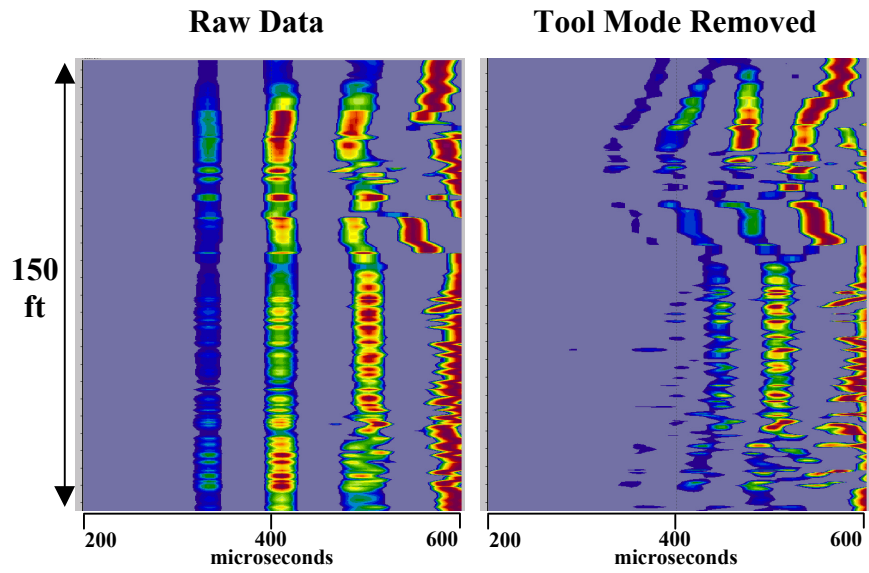 Raw Data
Tool Mode Removed
150
ft
200
400
600
microseconds
200
400
600
microseconds